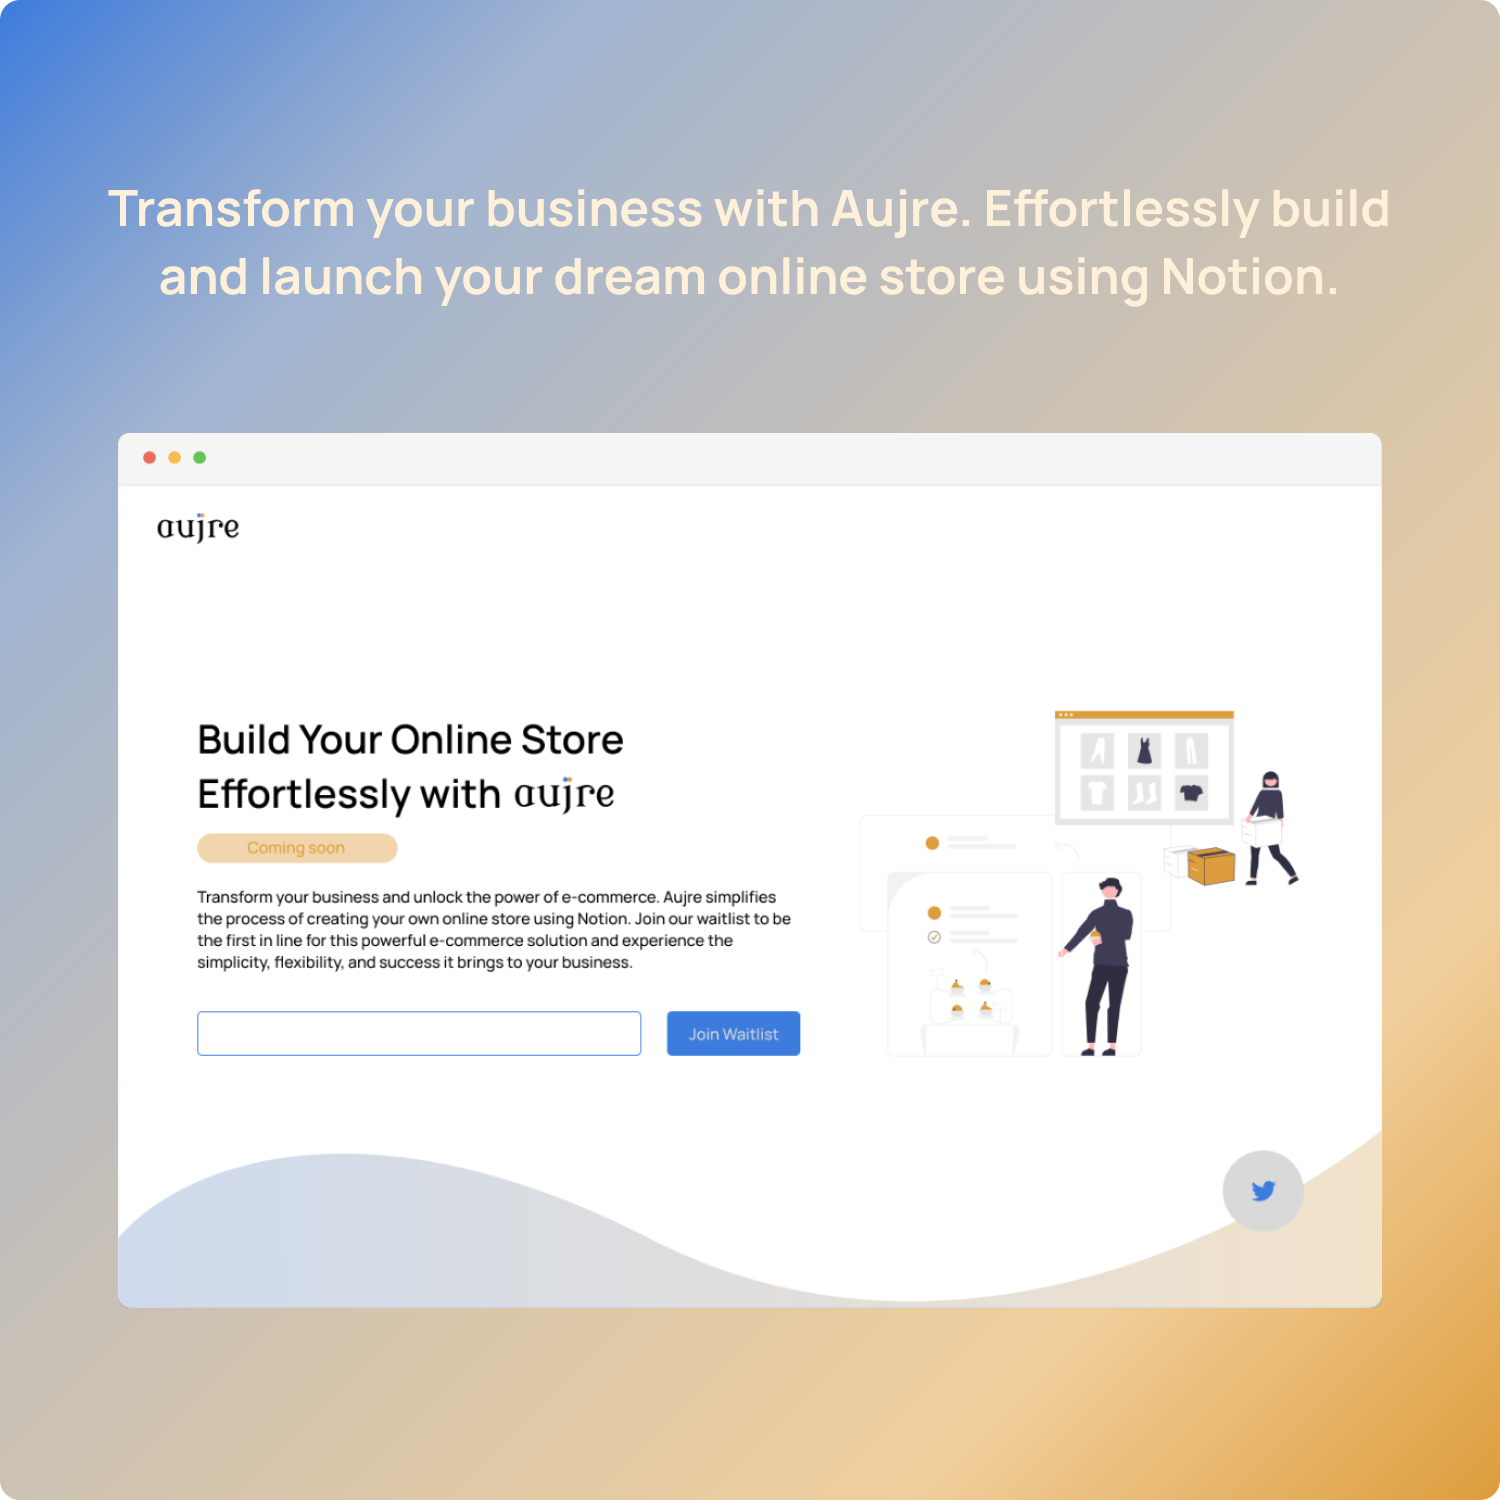 Transform your business with Aujre. Effortlessly build
and launch your dream online store using Notion.
aujre
Build Your Online Store
Effortlessly with aujre
Coming soon
Transform your business and unlock the power of e-commerce. Aujre simplifies
the process of creating your own online store using Notion. Join our waitlist to be
the first in line for this powerful e-commerce solution and experience the
simplicity, flexibility, and success it brings to your business.
Join Waitlist